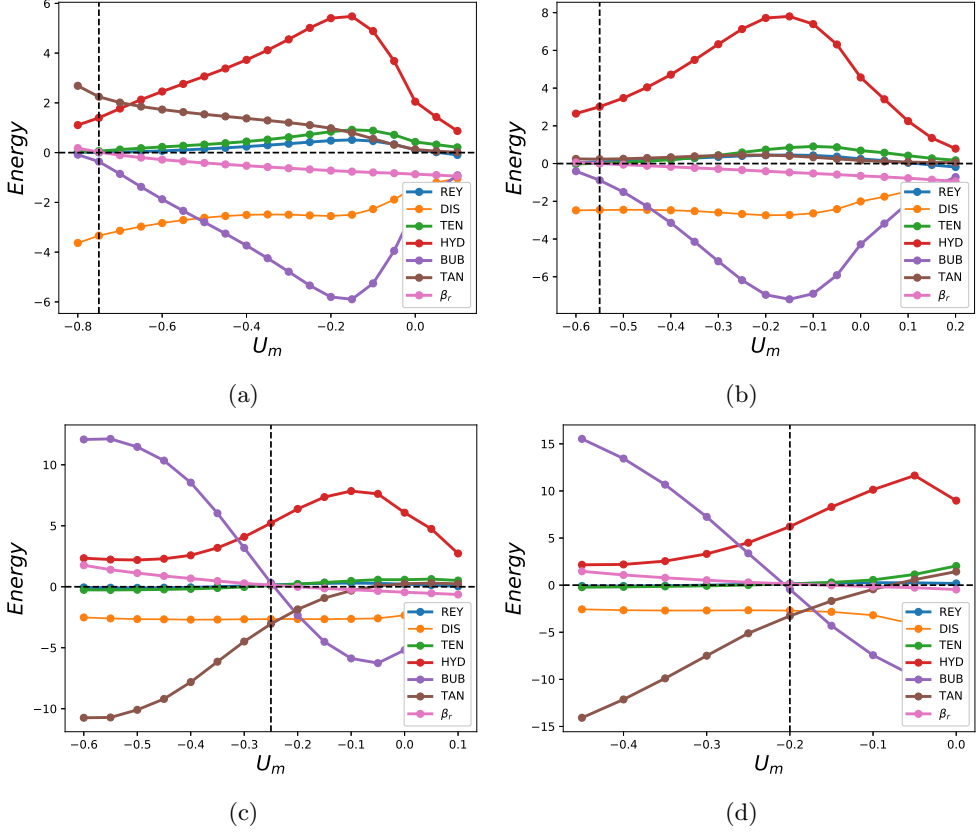 6
4
2
0
−2
−4
−6
Energy
−0.8
−0.6
−0.4
−0.2
0.0
U_m
REY
DIS
TEN
HYD
BUB
TAN
β_r
(a)
8
6
4
2
0
−2
−4
−6
Energy
−0.6
−0.5
−0.4
−0.3
−0.2
−0.1
0.0
0.1
0.2
U_m
REY
DIS
TEN
HYD
BUB
TAN
β_r
(b)
10
5
0
−5
−10
Energy
−0.6
−0.5
−0.4
−0.3
−0.2
−0.1
0.0
0.1
U_m
REY
DIS
TEN
HYD
BUB
TAN
β_r
(c)
15
10
5
0
−5
−10
−15
Energy
−0.4
−0.3
−0.2
−0.1
0.0
U_m
REY
DIS
TEN
HYD
BUB
TAN
β_r
(d)